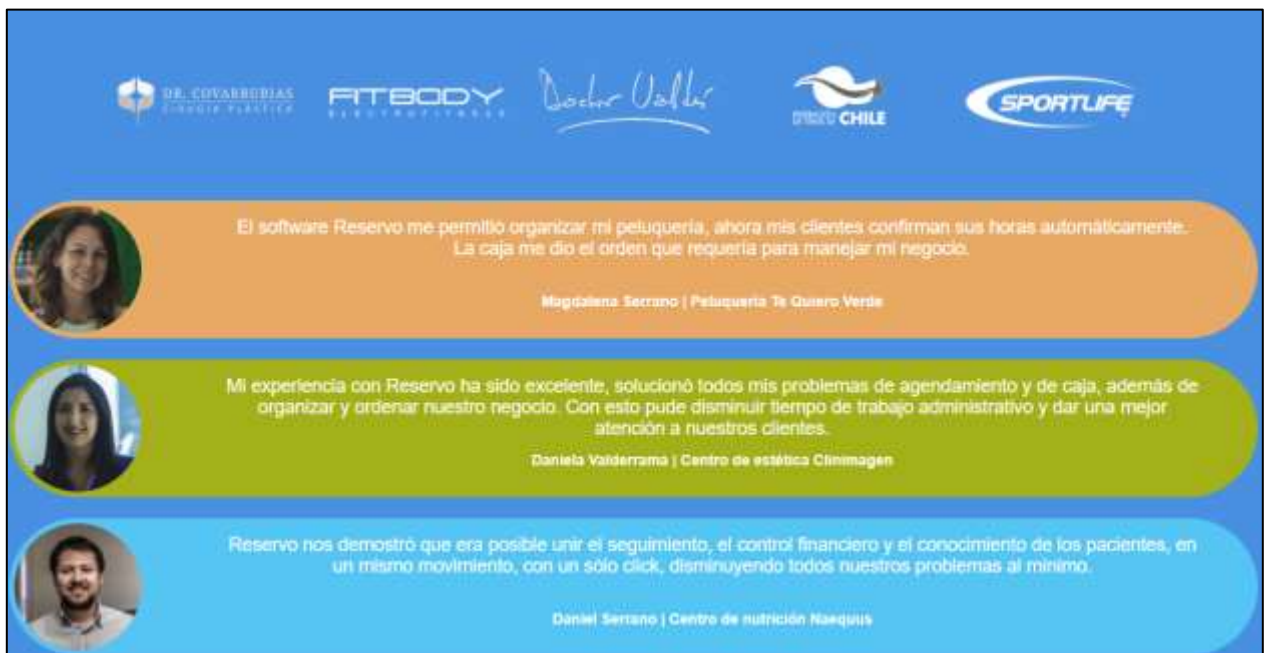 DR. COVARRUBIAS
CIRUGÍA PLÁSTICA
FITBODY
ELECTROFITNESS
Doctor Valdés
CHILE
SPORTLIFE
El software Reservo me permitió organizar mi peluquería, ahora mis clientes confirman sus horas automáticamente.
La caja me dio el orden que requería para manejar mi negocio.
Magdalena Serrano | Peluquería Te Quiero Verde
Mi experiencia con Reservo ha sido excelente, solucionó todos mis problemas de agendamiento y de caja, además de
organizar y ordenar nuestro negocio. Con esto pude disminuir tiempo de trabajo administrativo y dar una mejor
atención a nuestros clientes.
Daniela Valderrama | Centro de estética Clinimagen
Reservo nos demostró que era posible unir el seguimiento, el control financiero y el conocimiento de los pacientes, en
un mismo movimiento, con un sólo click, disminuyendo todos nuestros problemas al mínimo.
Daniel Serrano | Centro de nutrición Naequus